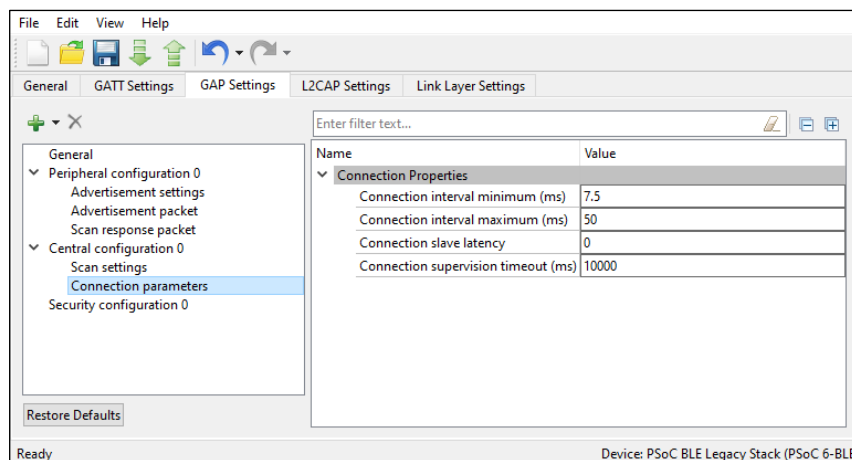 File Edit View Help
General GATT Settings GAP Settings L2CAP Settings Link Layer Settings
Enter filter text...
General
Peripheral configuration 0
Advertisement settings
Advertisement packet
Scan response packet
Central configuration 0
Scan settings
Connection parameters
Security configuration 0
Name Value
Connection Properties
Connection interval minimum (ms) 7.5
Connection interval maximum (ms) 50
Connection slave latency 0
Connection supervision timeout (ms) 10000
Restore Defaults
Ready Device: PSoC BLE Legacy Stack (PSoC 6-BLE